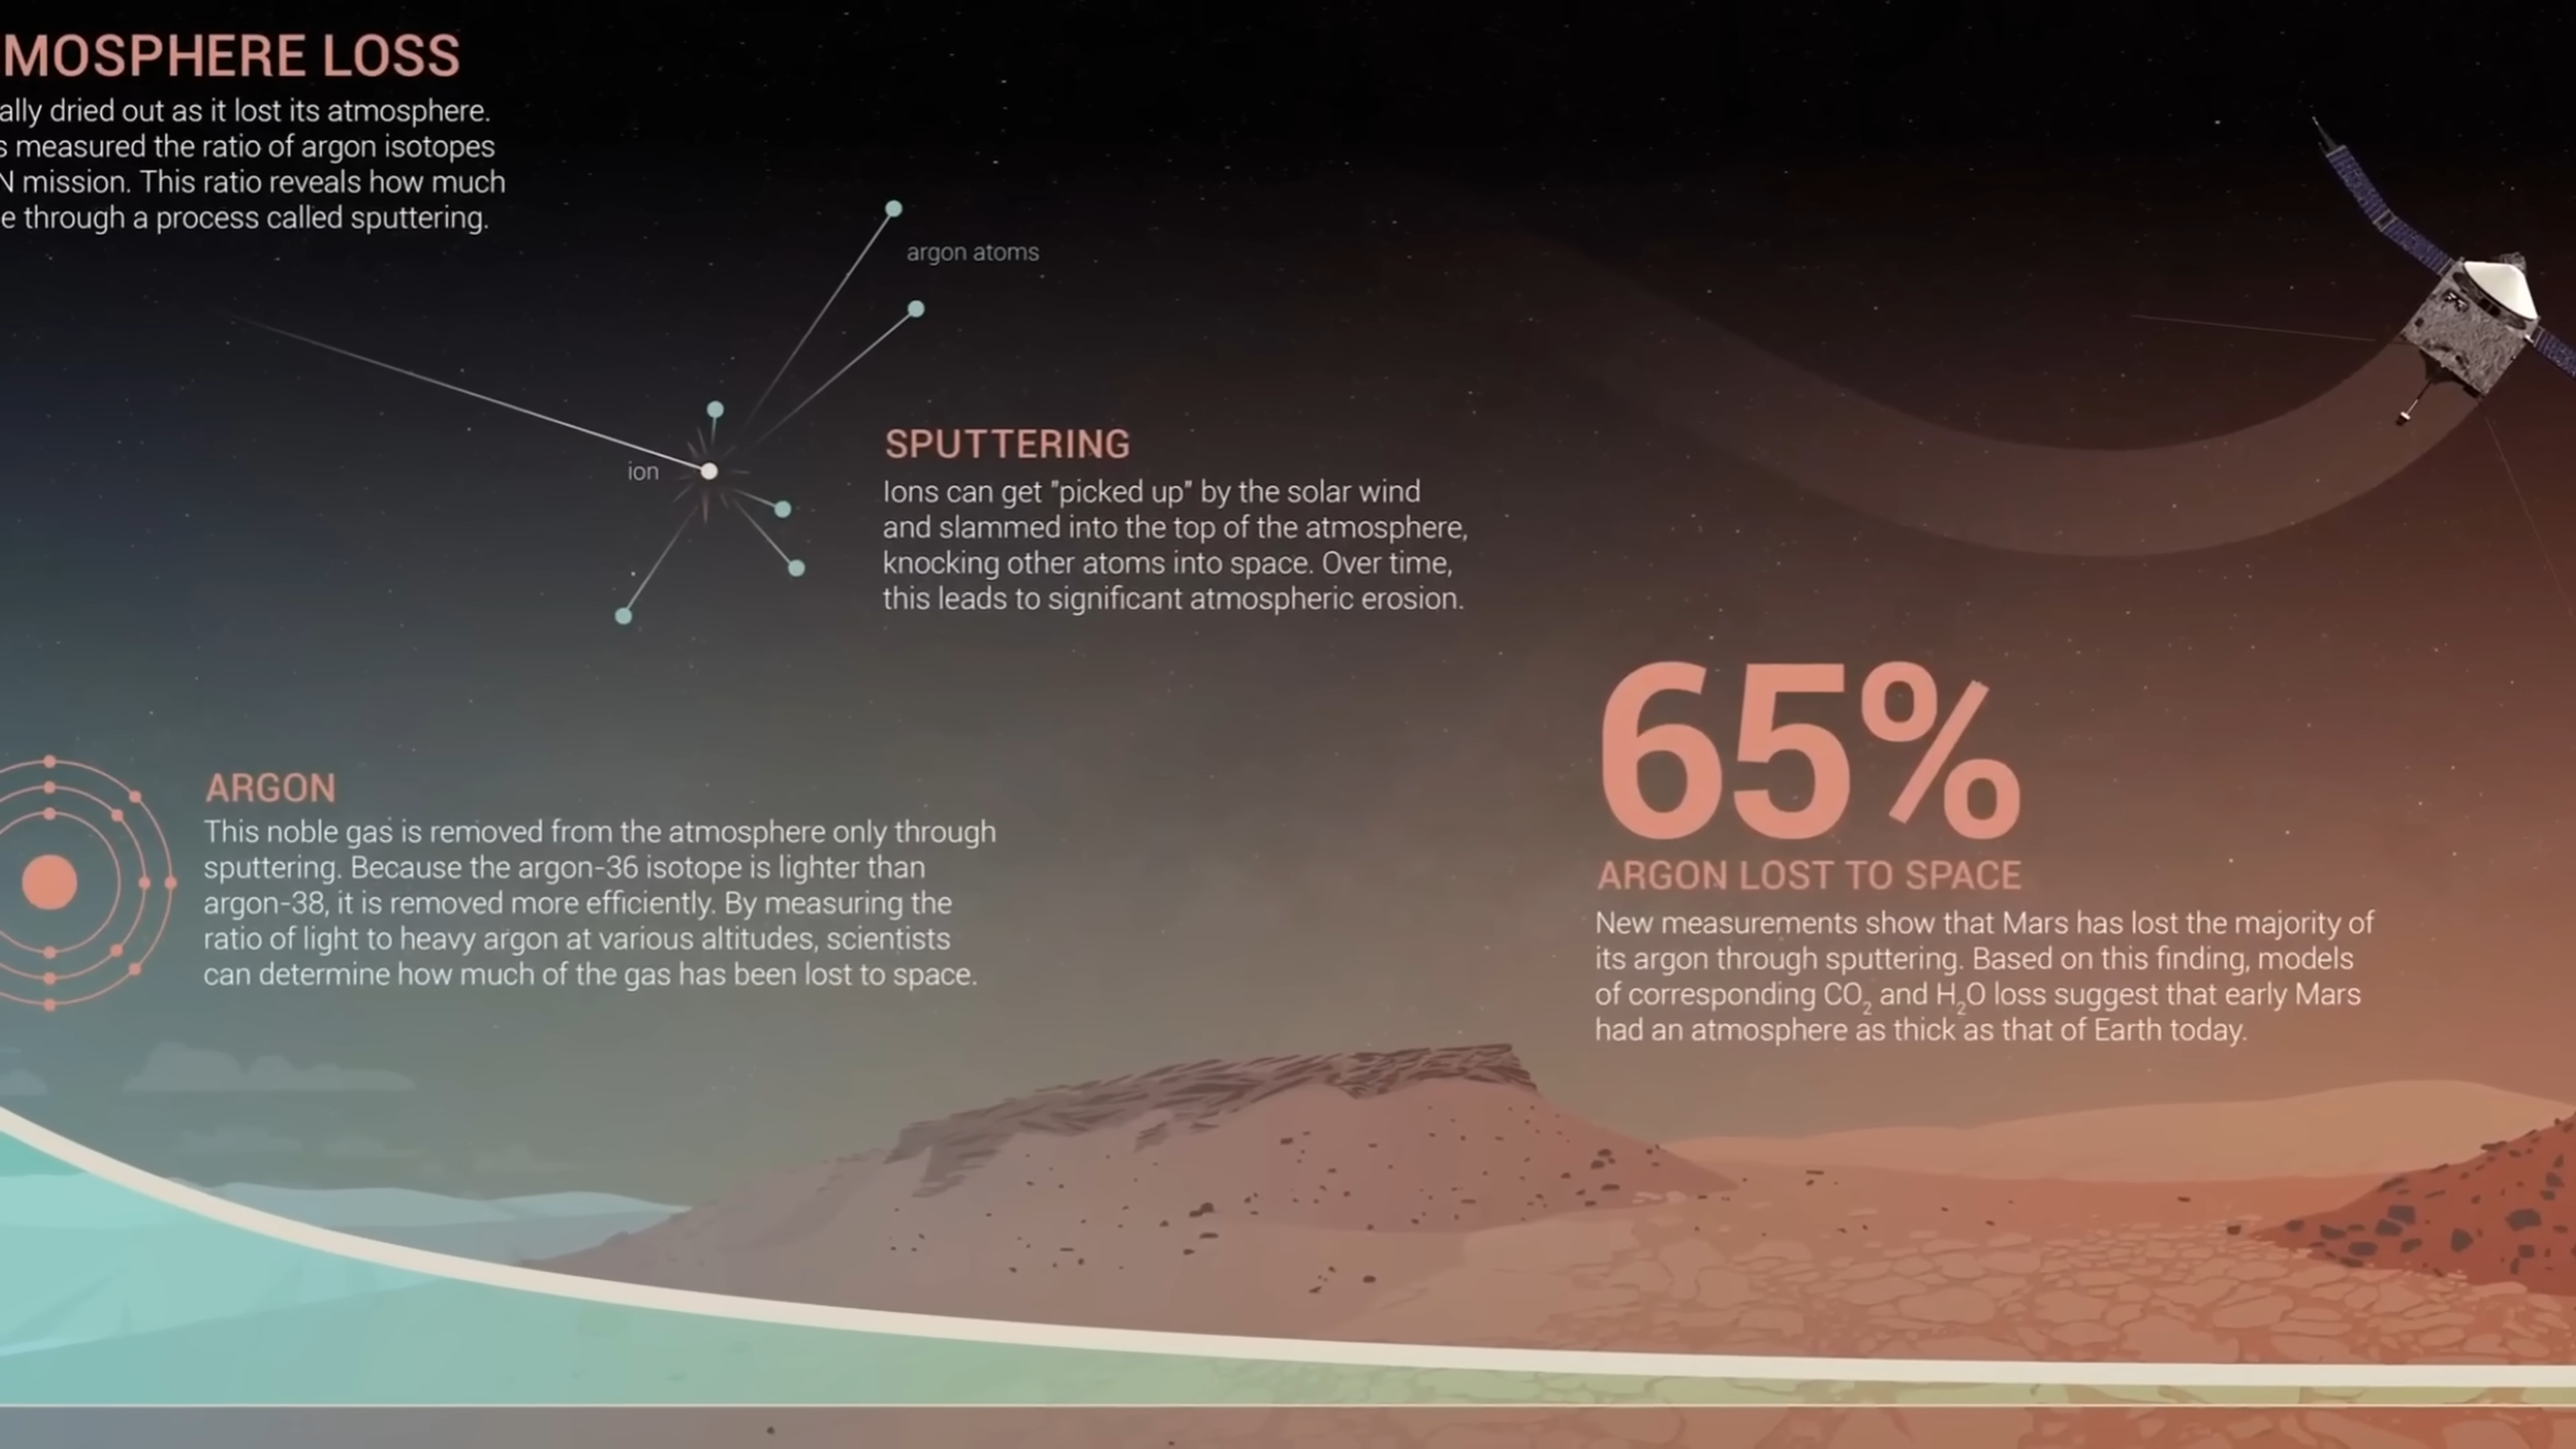 MOSPHERE LOSS
ally dried out as it lost its atmosphere.
s measured the ratio of argon isotopes
N mission. This ratio reveals how much
e through a process called sputtering.
argon atoms
ion
SPUTTERING
Ions can get "picked up" by the solar wind
and slammed into the top of the atmosphere,
knocking other atoms into space. Over time,
this leads to significant atmospheric erosion.
ARGON
This noble gas is removed from the atmosphere only through
sputtering. Because the argon-36 isotope is lighter than
argon-38, it is removed more efficiently. By measuring the
ratio of light to heavy argon at various altitudes, scientists
can determine how much of the gas has been lost to space.
65%
ARGON LOST TO SPACE
New measurements show that Mars has lost the majority of
its argon through sputtering. Based on this finding, models
of corresponding CO₂ and H₂O loss suggest that early Mars
had an atmosphere as thick as that of Earth today.